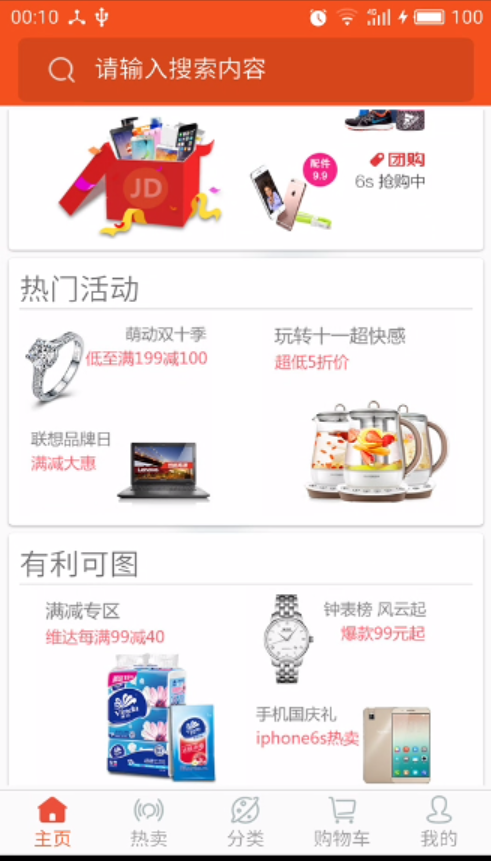 00:10
4G
100
请输入搜索内容
JD
配件
9.9
团购
6s 抢购中
热门活动
萌动双十季
低至满199减100
玩转十一超快感
超低5折价
联想品牌日
满减大惠
有利可图
满减专区
维达每满99减40
钟表榜 风云起
爆款99元起
Vinda
手机国庆礼
iphone6s热卖
主页
热卖
分类
购物车
我的